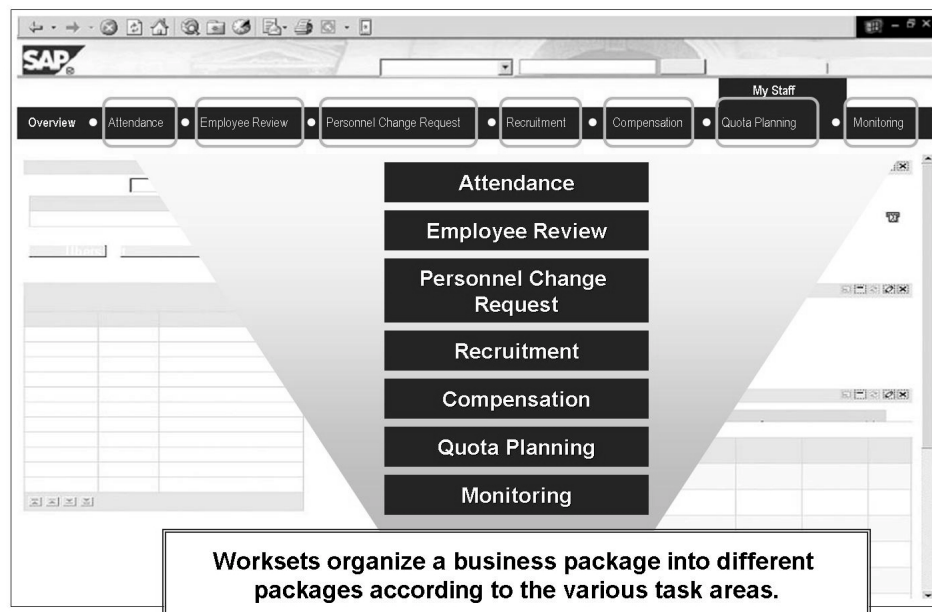 SAP
®
My Staff
Overview • Attendance • Employee Review • Personnel Change Request • Recruitment • Compensation • Quota Planning • Monitoring
Attendance
Employee Review
Personnel Change
Request
Recruitment
Compensation
Quota Planning
Monitoring
Worksets organize a business package into different
packages according to the various task areas.